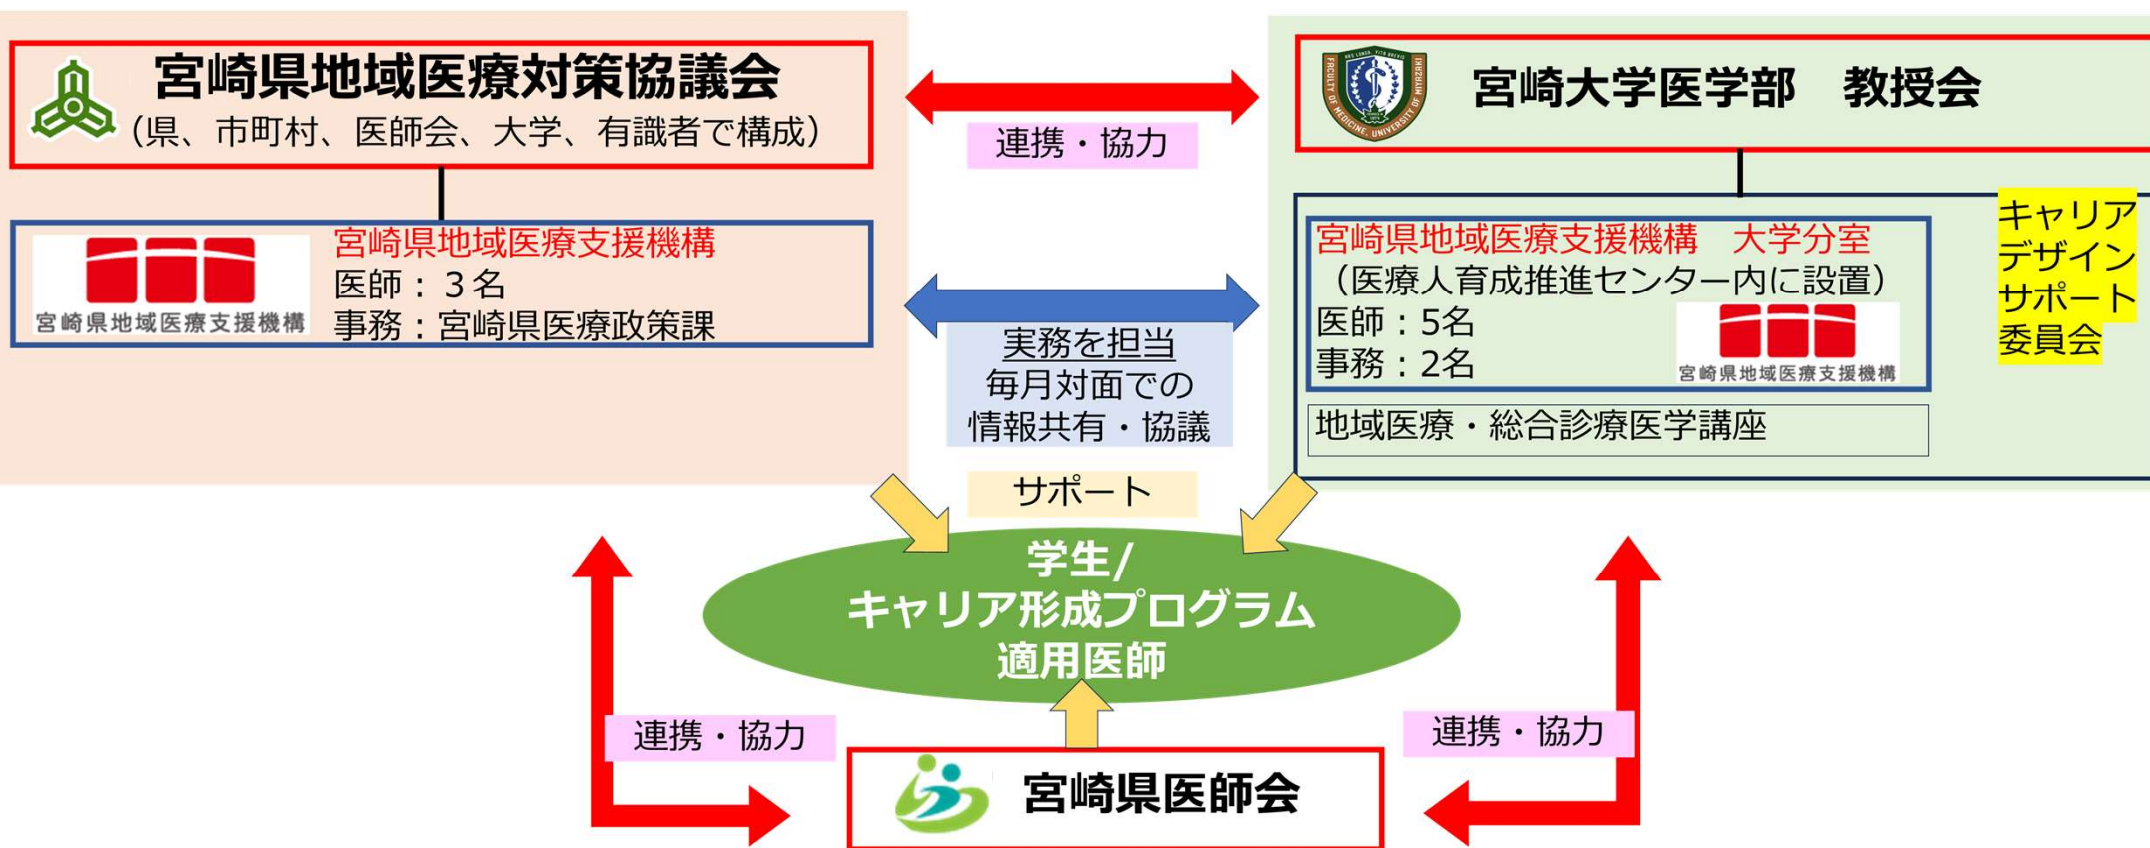 宮崎県地域医療対策協議会
（県、市町村、医師会、大学、有識者で構成）
宮崎県地域医療支援機構
宮崎県地域医療支援機構
医師：３名
事務：宮崎県医療政策課
連携・協力
実務を担当
毎月対面での
情報共有・協議
サポート
FACULTY OF MEDICINE, UNIVERSITY OF MIYAZAKI
宮崎大学医学部　教授会
宮崎県地域医療支援機構　大学分室
（医療人育成推進センター内に設置）
医師：5名
事務：2名
宮崎県地域医療支援機構
地域医療・総合診療医学講座
キャリア
デザイン
サポート
委員会
学生/
キャリア形成プログラム
適用医師
連携・協力
連携・協力
宮崎県医師会